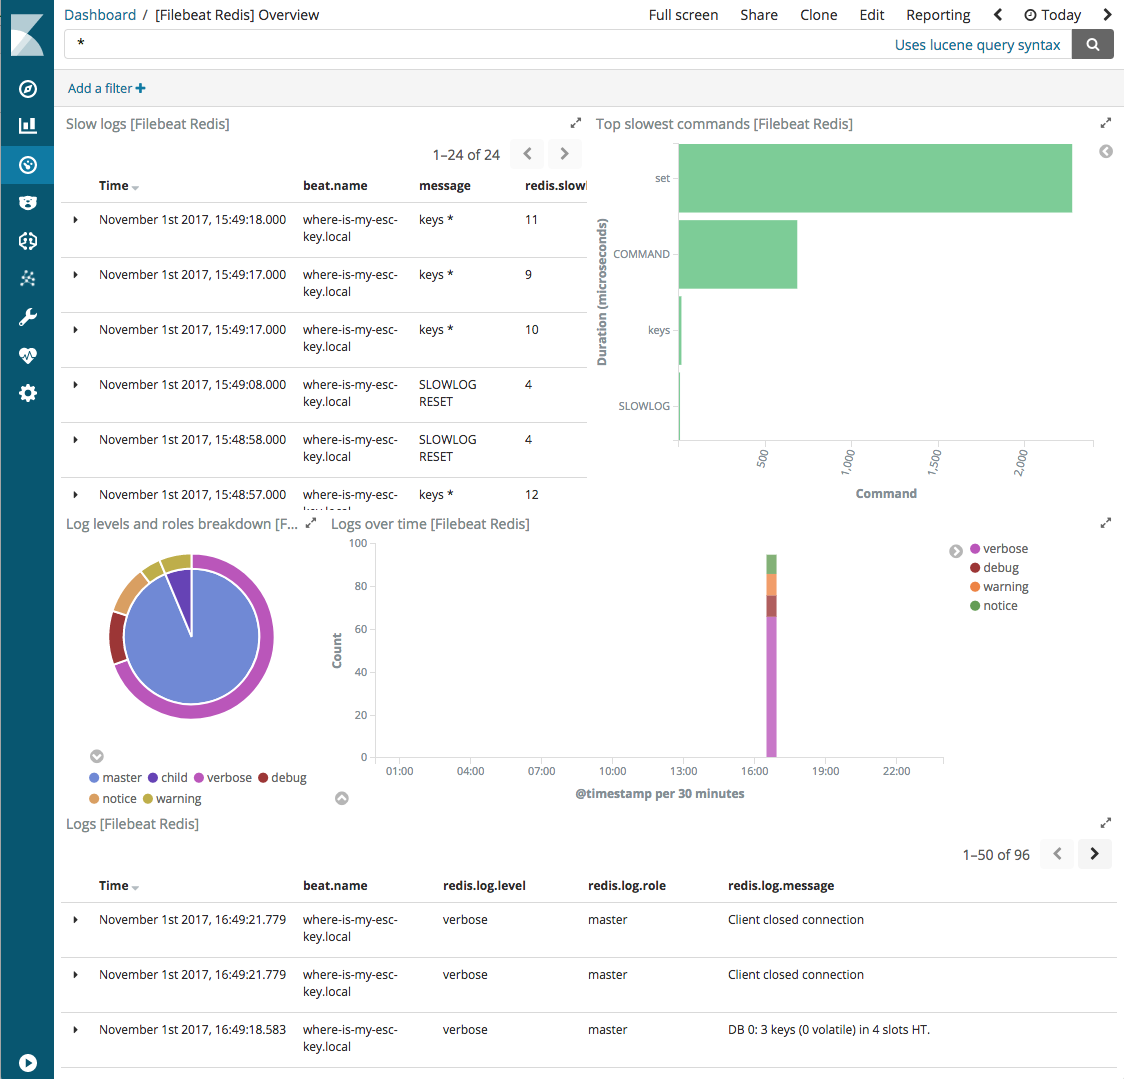 Dashboard / [Filebeat Redis] Overview
Full screen Share Clone Edit Reporting Today
*
Uses lucene query syntax
Add a filter
Slow logs [Filebeat Redis]
1–24 of 24
Time beat.name message redis.slowl
November 1st 2017, 15:49:18.000 where-is-my-esc- keys * 11
key.local
November 1st 2017, 15:49:17.000 where-is-my-esc- keys * 9
key.local
November 1st 2017, 15:49:17.000 where-is-my-esc- keys * 10
key.local
November 1st 2017, 15:49:08.000 where-is-my-esc- SLOWLOG 4
key.local RESET
November 1st 2017, 15:48:58.000 where-is-my-esc- SLOWLOG 4
key.local RESET
November 1st 2017, 15:48:57.000 where-is-my-esc- keys * 12
Top slowest commands [Filebeat Redis]
Duration (microseconds)
set
COMMAND
keys
SLOWLOG
500 1,000 1,500 2,000
Command
Log levels and roles breakdown [F...
master child verbose debug
notice warning
Logs over time [Filebeat Redis]
Count
100
80
60
40
20
0
01:00 04:00 07:00 10:00 13:00 16:00 19:00 22:00
@timestamp per 30 minutes
verbose
debug
warning
notice
Logs [Filebeat Redis]
1–50 of 96
Time beat.name redis.log.level redis.log.role redis.log.message
November 1st 2017, 16:49:21.779 where-is-my-esc- verbose master Client closed connection
key.local
November 1st 2017, 16:49:21.779 where-is-my-esc- verbose master Client closed connection
key.local
November 1st 2017, 16:49:18.583 where-is-my-esc- verbose master DB 0: 3 keys (0 volatile) in 4 slots HT.
key.local